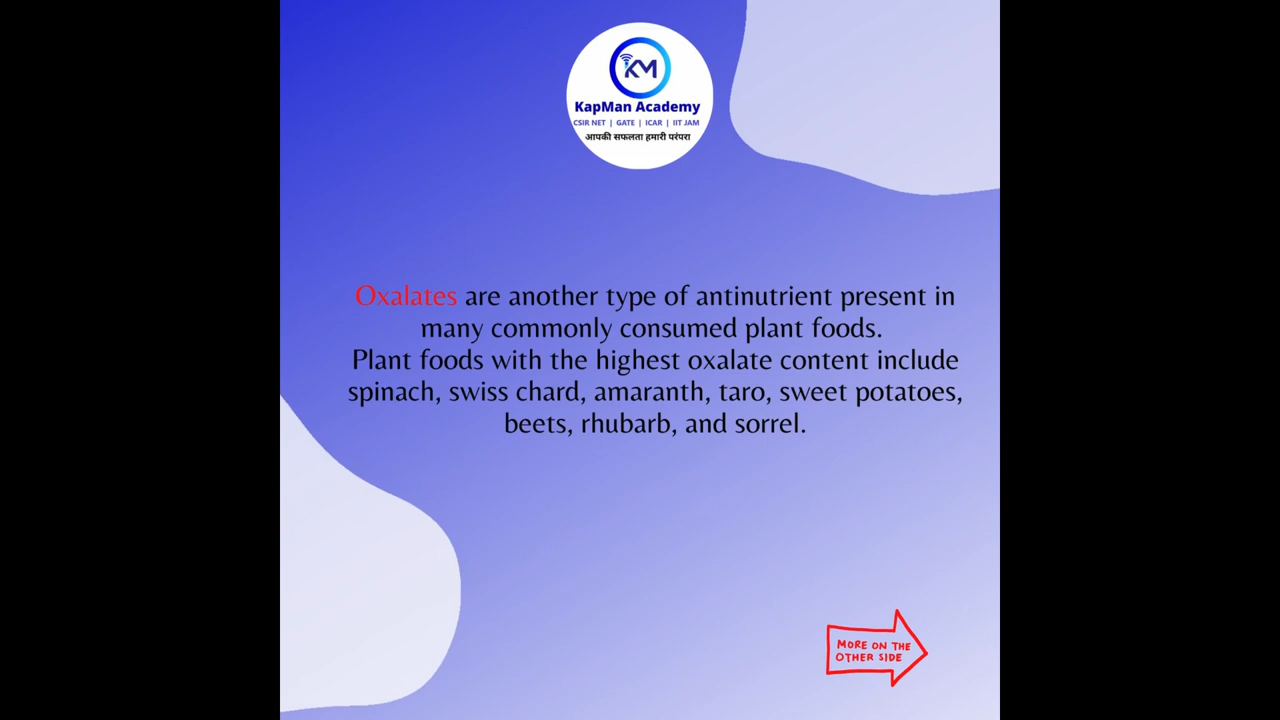 KM
KapMan Academy
CSIR NET | GATE | ICAR | IIT JAM
आपकी सफलता हमारी परंपरा
Oxalates are another type of antinutrient present in
many commonly consumed plant foods.
Plant foods with the highest oxalate content include
spinach, swiss chard, amaranth, taro, sweet potatoes,
beets, rhubarb, and sorrel.
MORE ON THE
OTHER SIDE